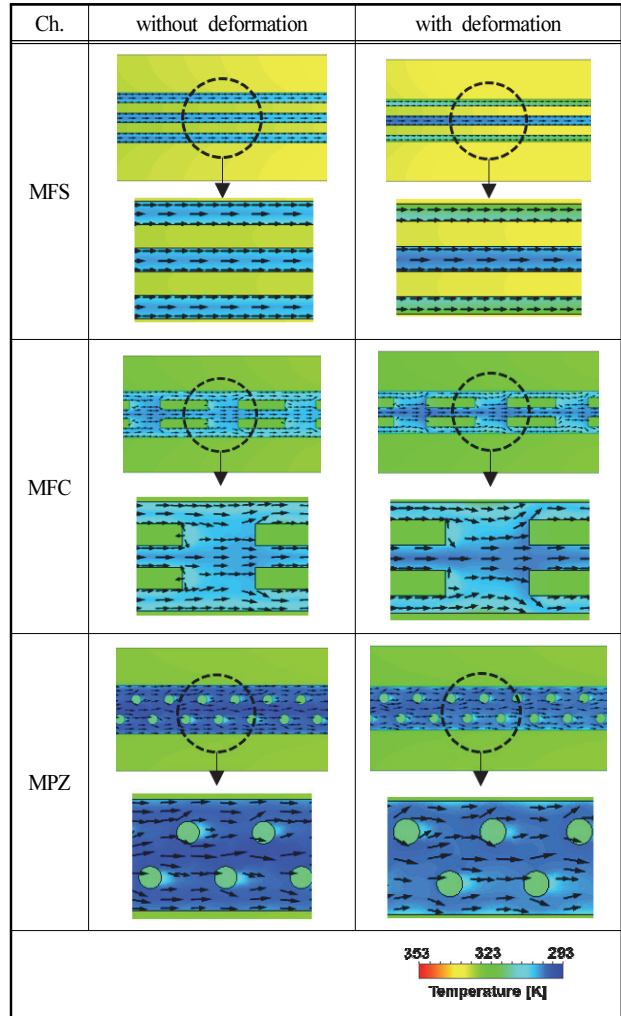 Ch. without deformation with deformation
MFS
MFC
MPZ
353 323 293
Temperature [K]